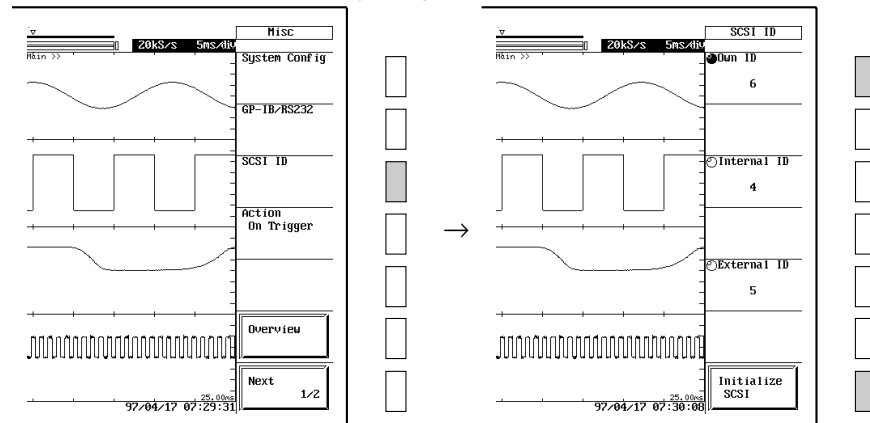 Misc
20kS/s 5ms/div
Main >>
System Config
GP-IB/RS232
SCSI ID
Action
On Trigger
Overview
Next
1/2
25.00ms
97/04/17 07:29:31
→
SCSI ID
20kS/s 5ms/div
Main >>
Own ID
6
Internal ID
4
External ID
5
Initialize
SCSI
25.00ms
97/04/17 07:30:08